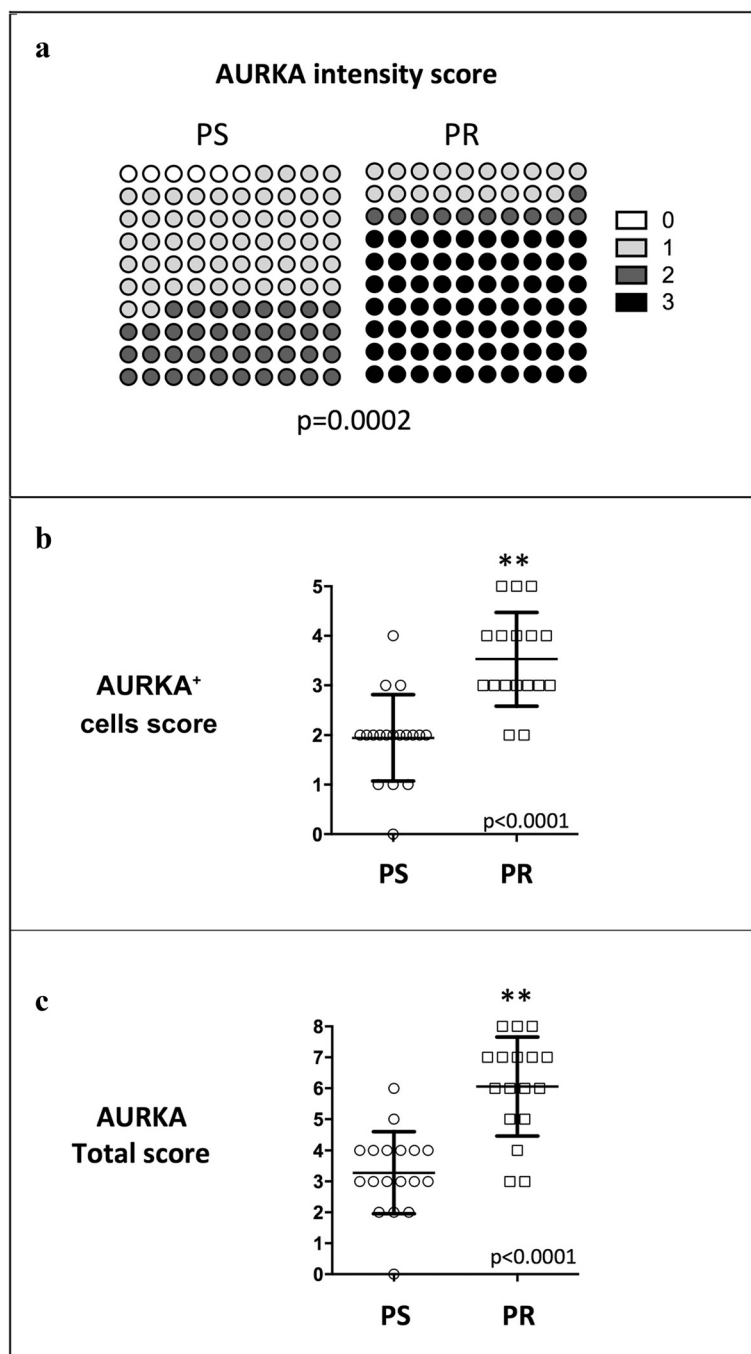 a
AURKA intensity score
PS PR
0
1
2
3
p=0.0002
b
**
5
4
3
2
1
0
AURKA+
cells score
p<0.0001
PS PR
c
**
8
7
6
5
4
3
2
1
0
AURKA
Total score
p<0.0001
PS PR